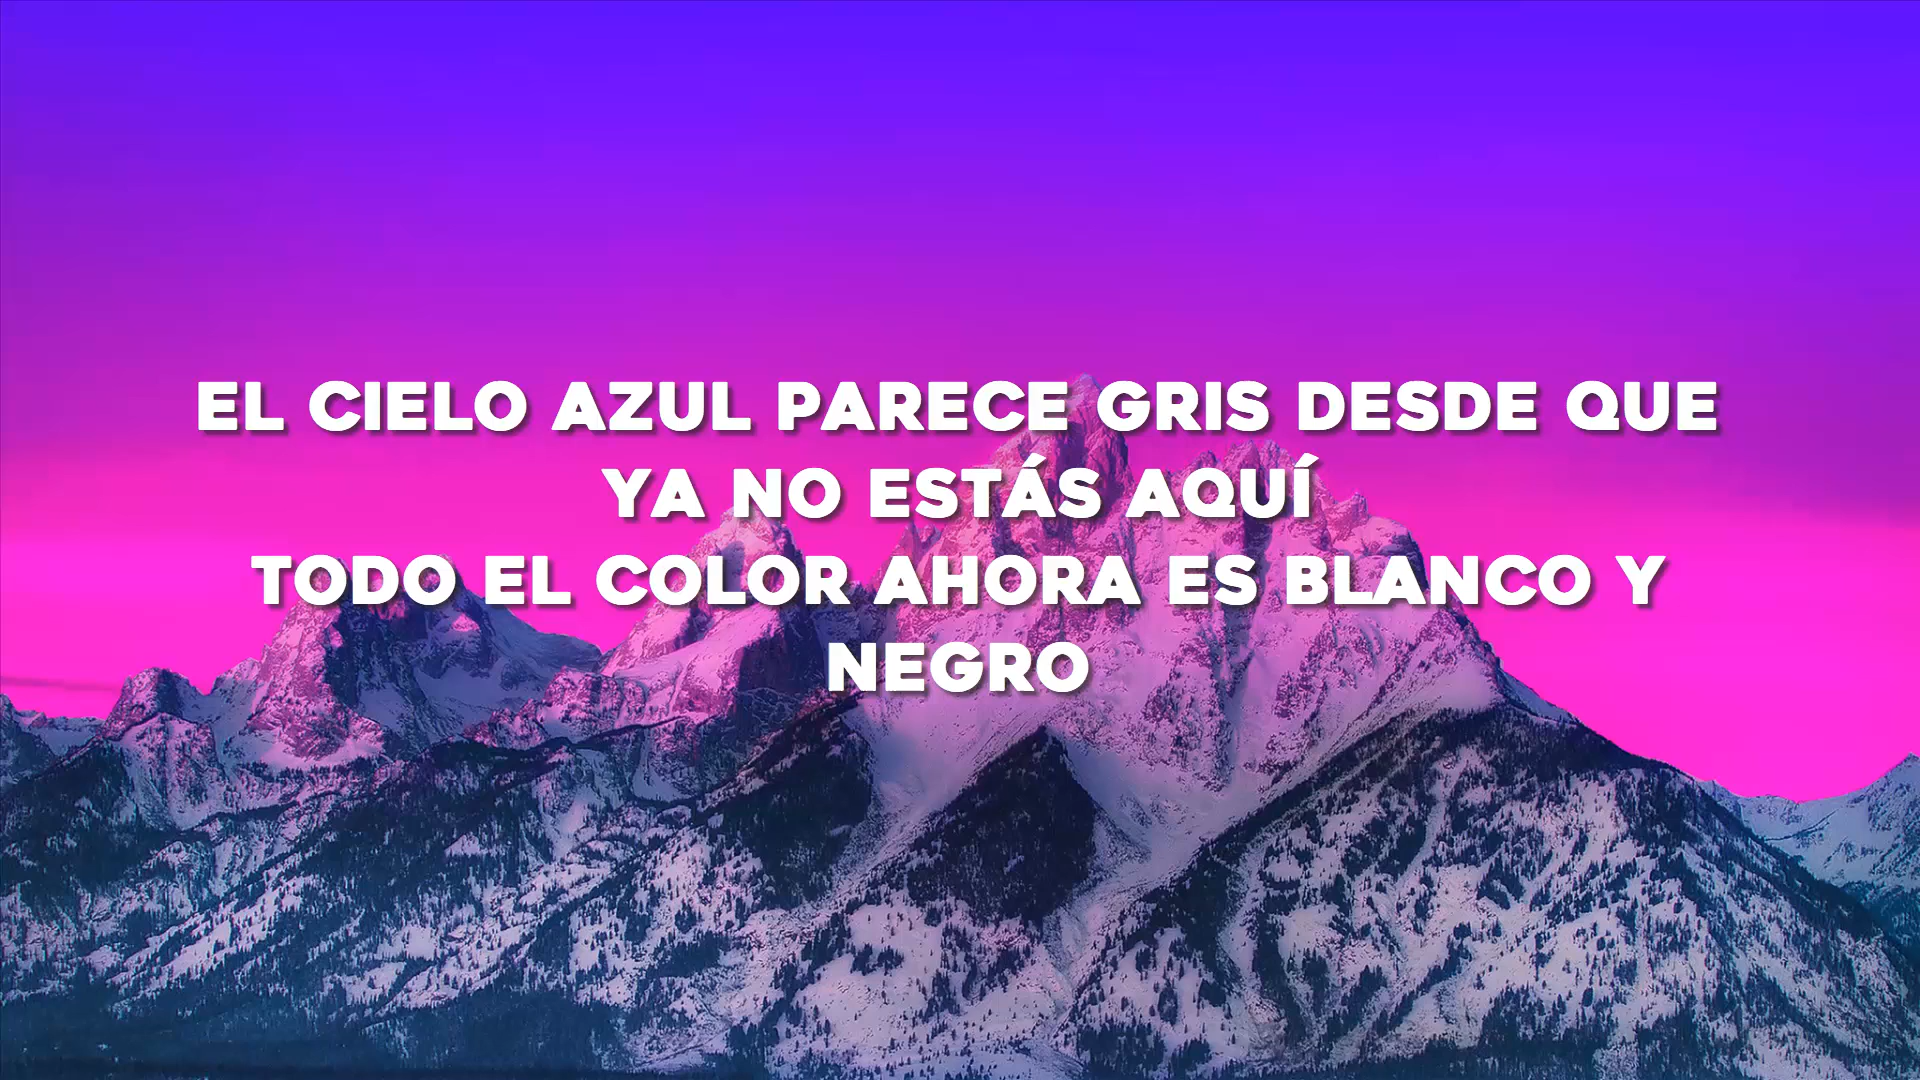 EL CIELO AZUL PARECE GRIS DESDE QUE
YA NO ESTÁS AQUÍ
TODO EL COLOR AHORA ES BLANCO Y
NEGRO